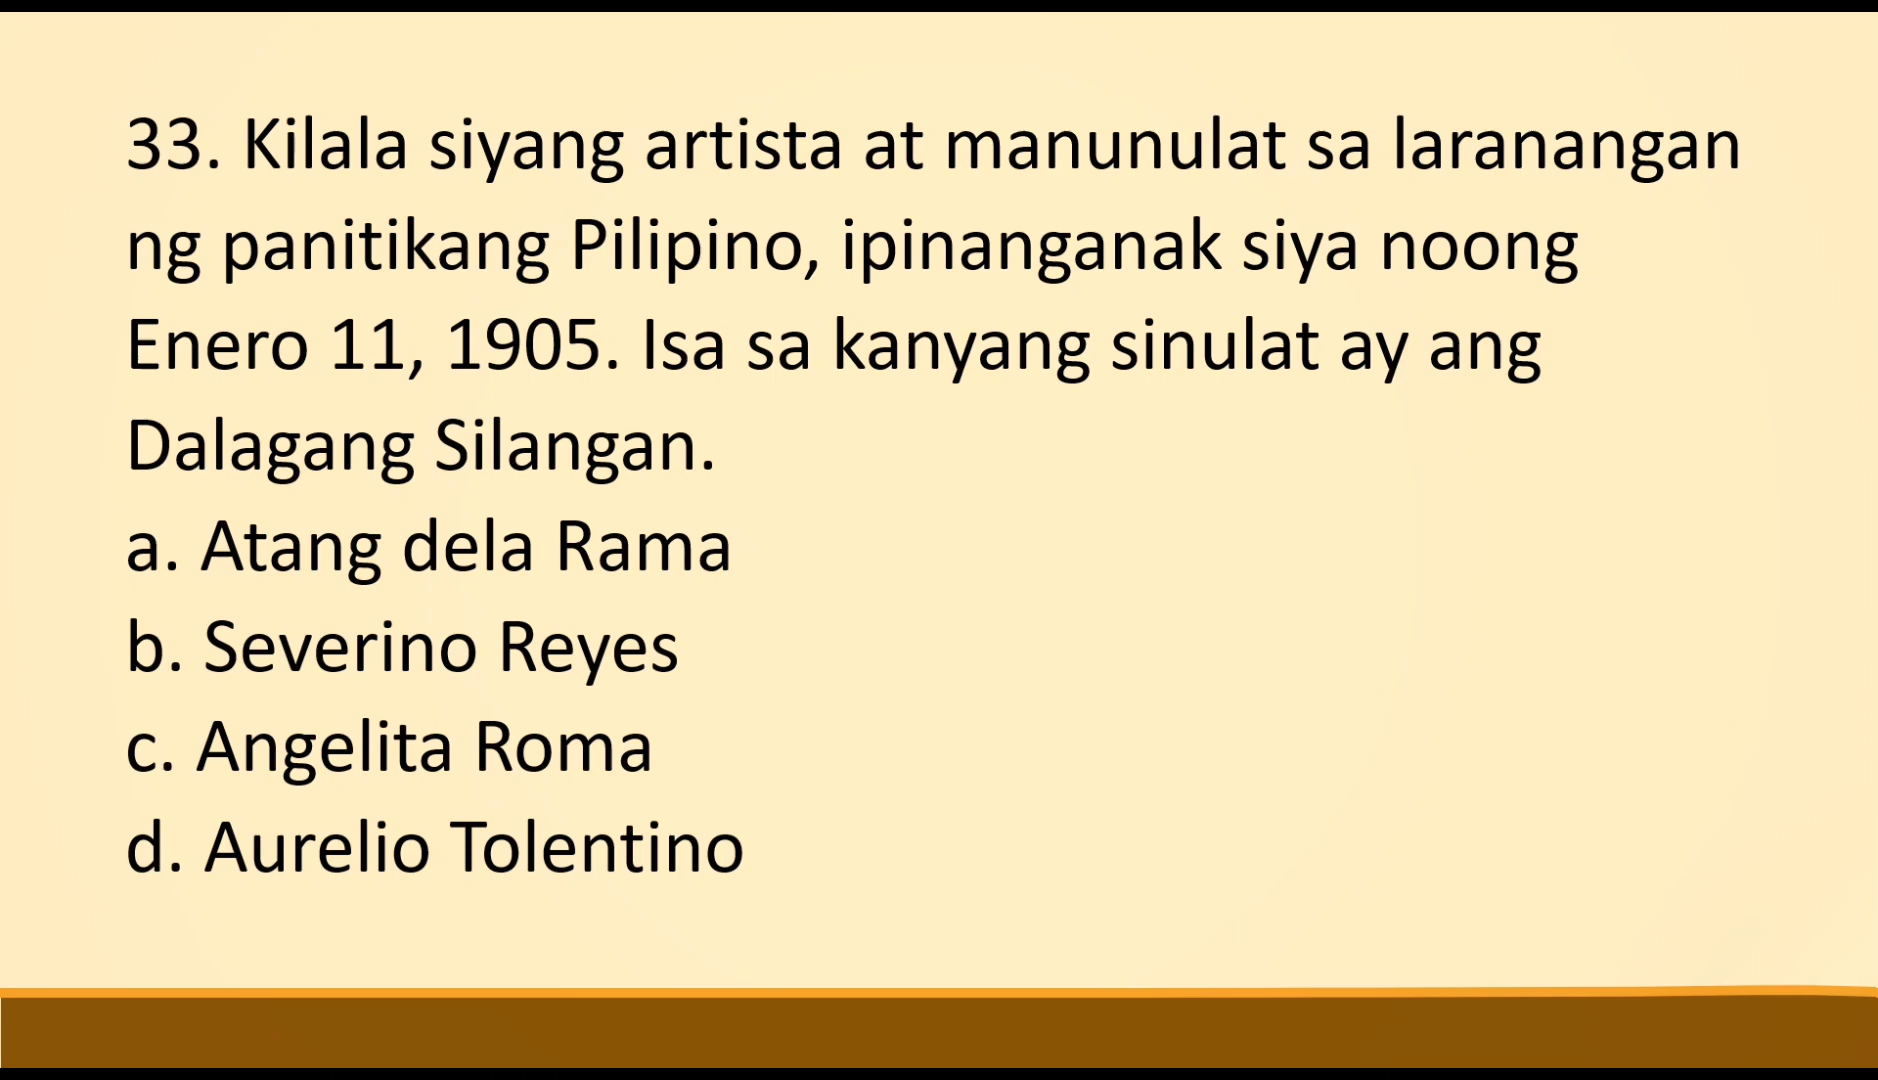 33. Kilala siyang artista at manunulat sa laranangan
ng panitikang Pilipino, ipinanganak siya noong
Enero 11, 1905. Isa sa kanyang sinulat ay ang
Dalagang Silangan.
a. Atang dela Rama
b. Severino Reyes
c. Angelita Roma
d. Aurelio Tolentino